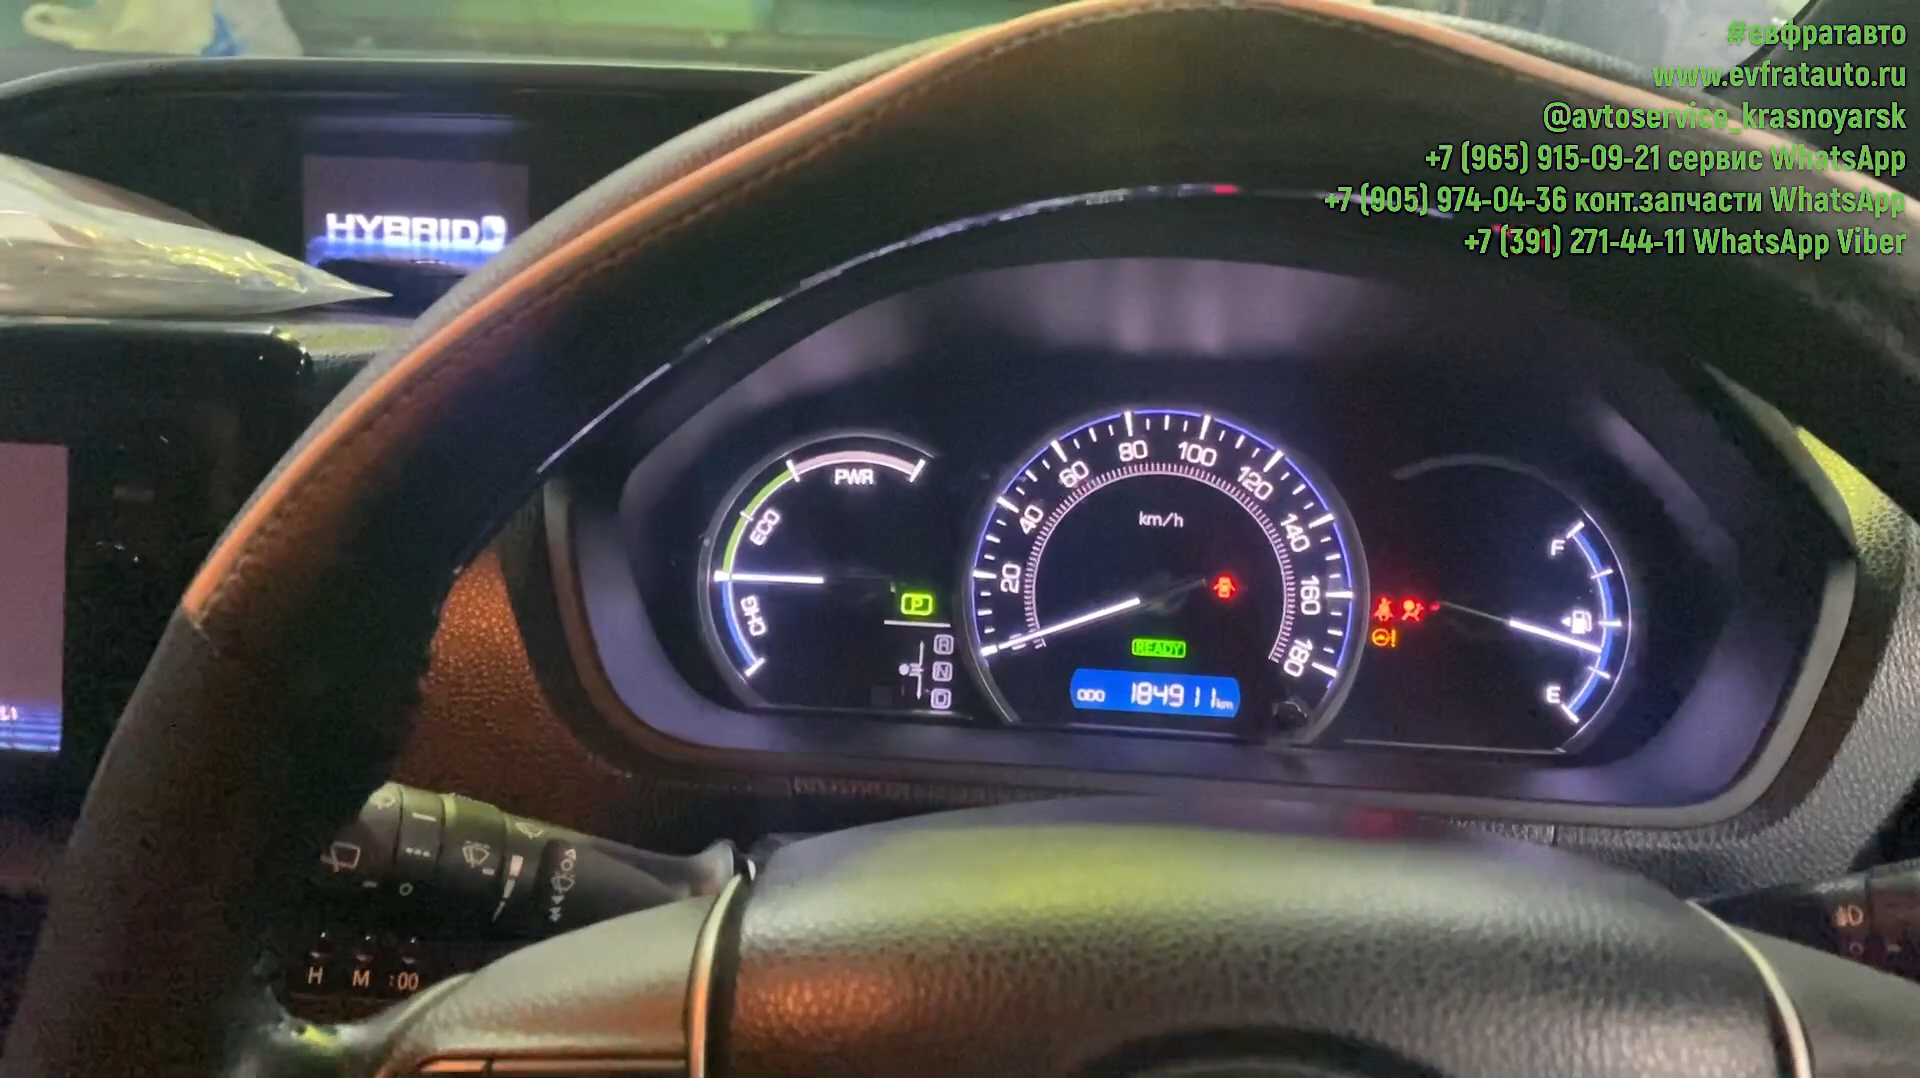 #евфратавто
www.evfratauto.ru
@avtoservice_krasnoyarsk
+7 (965) 915-09-21 сервис WhatsApp
+7 (905) 974-04-36 конт.запчасти WhatsApp
+7 (391) 271-44-11 WhatsApp Viber
HYBRID
PWR
ECO
CHG
P
R
N
D
20
40
60
80
100
120
140
160
180
km/h
READY
ODO 184911 km
F
E
H M :00